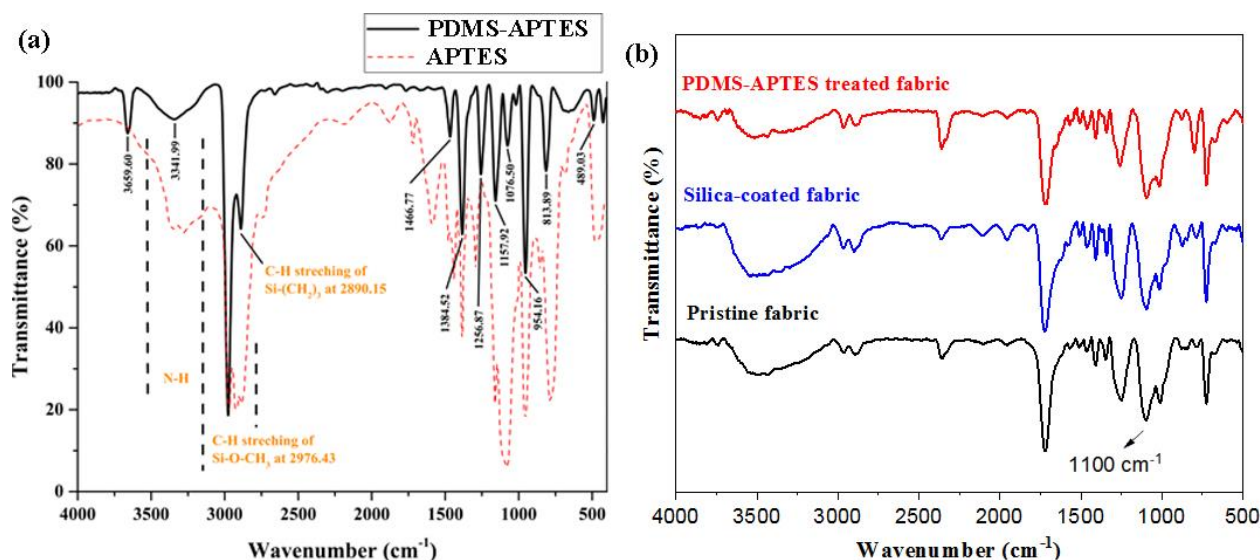 (a)
PDMS-APTES
APTES
100
80
60
40
20
0
Transmittance (%)
3659.60
3341.99
1466.77
1384.52
1256.87
1157.92
1076.50
954.16
813.89
489.03
C-H streching of
Si-(CH2)3 at 2890.15
N-H
C-H streching of
Si-O-CH3 at 2976.43
4000 3500 3000 2500 2000 1500 1000 500
Wavenumber (cm-1)
(b)
PDMS-APTES treated fabric
Silica-coated fabric
Pristine fabric
1100 cm-1
Transmittance (%)
4000 3500 3000 2500 2000 1500 1000 500
Wavenumber (cm-1)